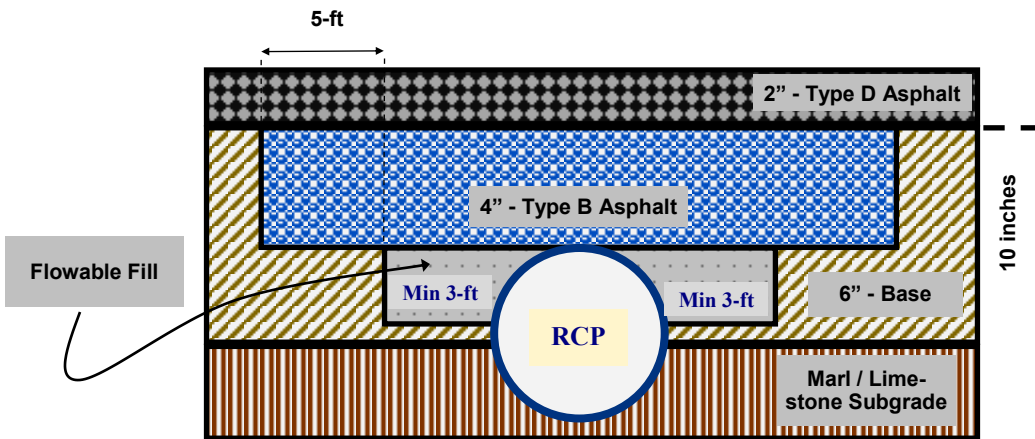 5-ft
2” - Type D Asphalt
4” - Type B Asphalt
10 inches
Flowable Fill
Min 3-ft
Min 3-ft
6” - Base
RCP
Marl / Lime-
stone Subgrade